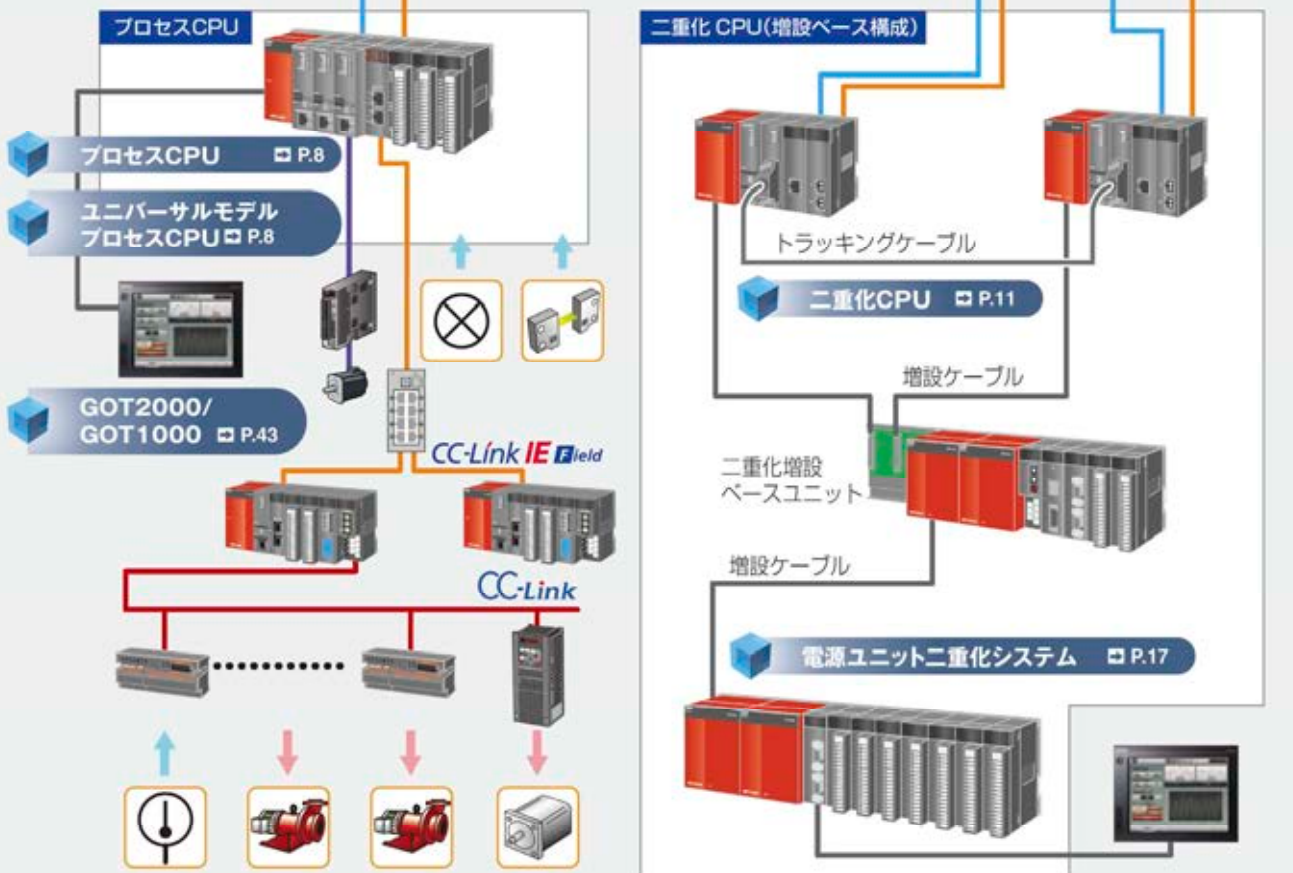 プロセスCPU
プロセスCPU P.8
ユニバーサルモデル
プロセスCPU P.8
GOT2000/
GOT1000 P.43
CC-Link IE Field
CC-Link
二重化 CPU(増設ベース構成)
トラッキングケーブル
二重化CPU P.11
増設ケーブル
二重化増設
ベースユニット
増設ケーブル
電源ユニット二重化システム P.17